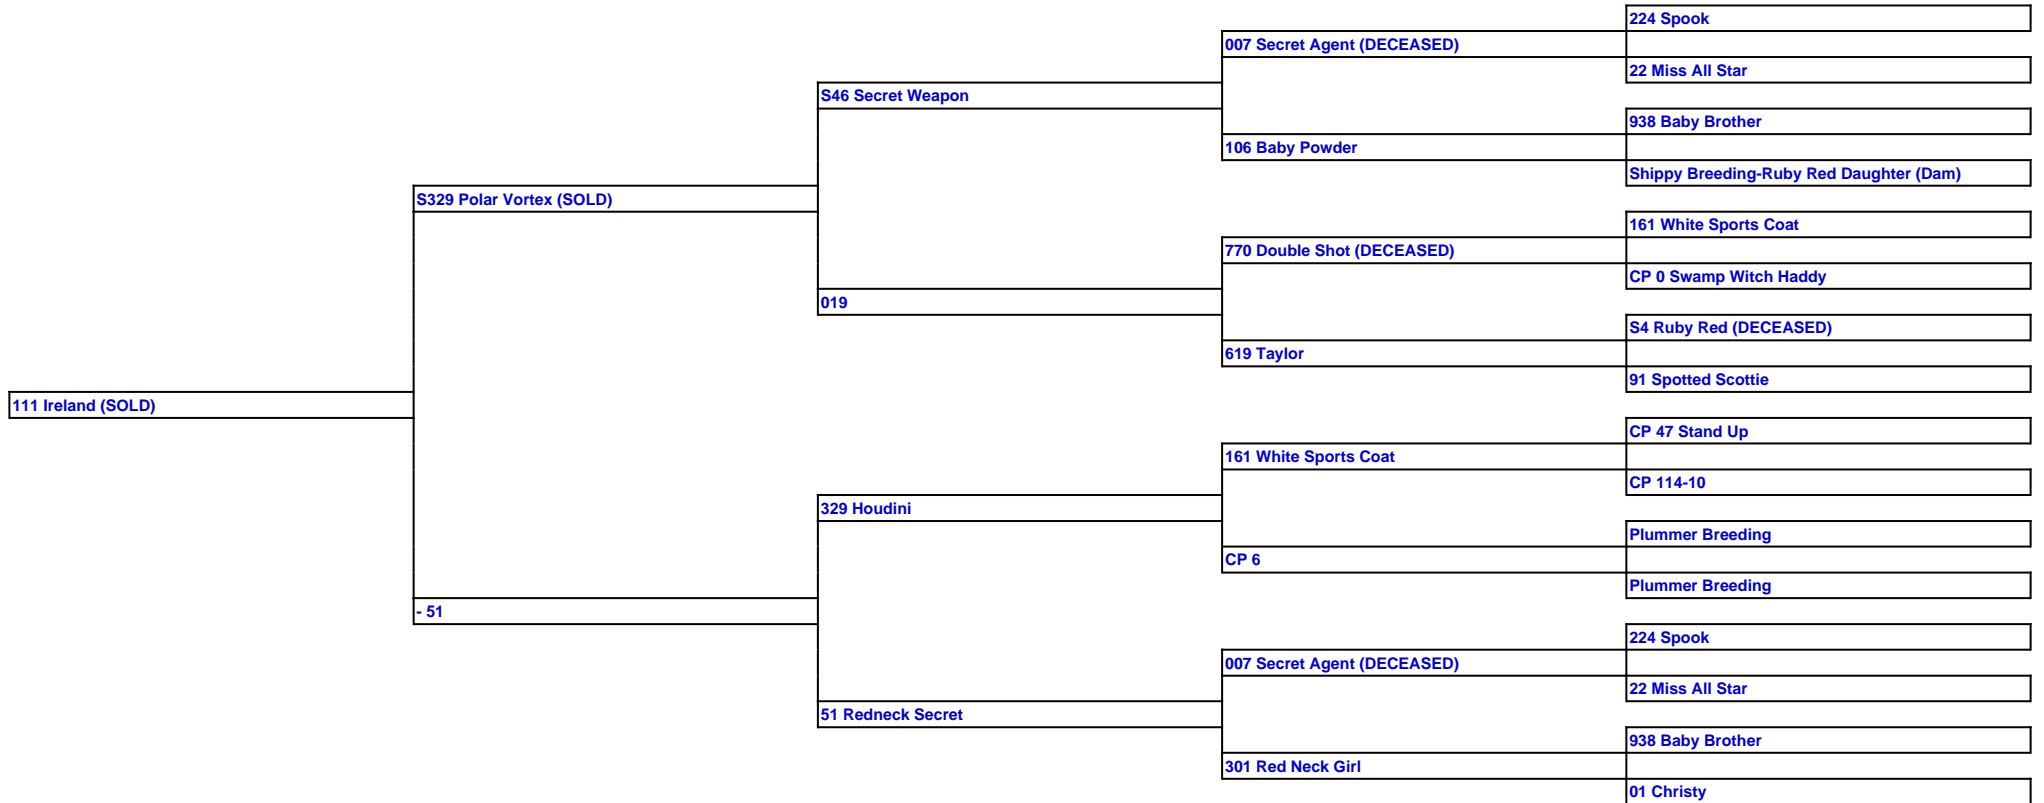 224 Spook
007 Secret Agent (DECEASED)
22 Miss All Star
S46 Secret Weapon
938 Baby Brother
106 Baby Powder
Shippy Breeding-Ruby Red Daughter (Dam)
S329 Polar Vortex (SOLD)
161 White Sports Coat
770 Double Shot (DECEASED)
CP 0 Swamp Witch Haddy
019
S4 Ruby Red (DECEASED)
619 Taylor
91 Spotted Scottie
111 Ireland (SOLD)
CP 47 Stand Up
161 White Sports Coat
CP 114-10
329 Houdini
Plummer Breeding
CP 6
Plummer Breeding
- 51
224 Spook
007 Secret Agent (DECEASED)
22 Miss All Star
51 Redneck Secret
938 Baby Brother
301 Red Neck Girl
01 Christy